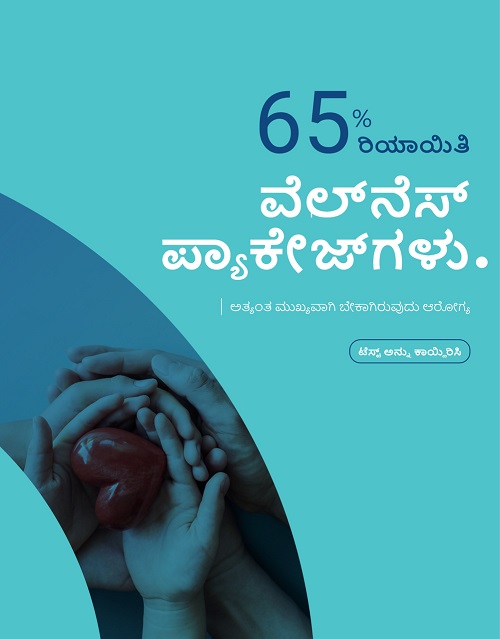 65%
ರಿಯಾಯಿತಿ
ವೆಲ್‌ನೆಸ್
ಪ್ಯಾಕೇಜ್‌ಗಳು.
ಅತ್ಯಂತ ಮುಖ್ಯವಾಗಿ ಬೇಕಾಗಿರುವುದು ಆರೋಗ್ಯ
ಟೆಸ್ಟ್ ಅನ್ನು ಕಾಯ್ದಿರಿಸಿ